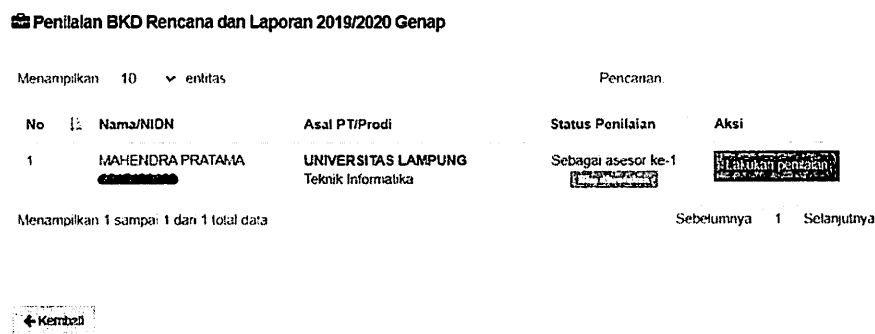 Penilaian BKD Rencana dan Laporan 2019/2020 Genap
Menampilkan 10 entitas
Pencarian.
No Nama/NIDN Asal PT/Prodi Status Penilaian Aksi
1 MAHENDRA PRATAMA UNIVERSITAS LAMPUNG Sebagai asesor ke-1 Lakukan penilaian
Teknik Informatika
Menampilkan 1 sampai 1 dari 1 total data
Sebelumnya 1 Selanjutnya
Kembali